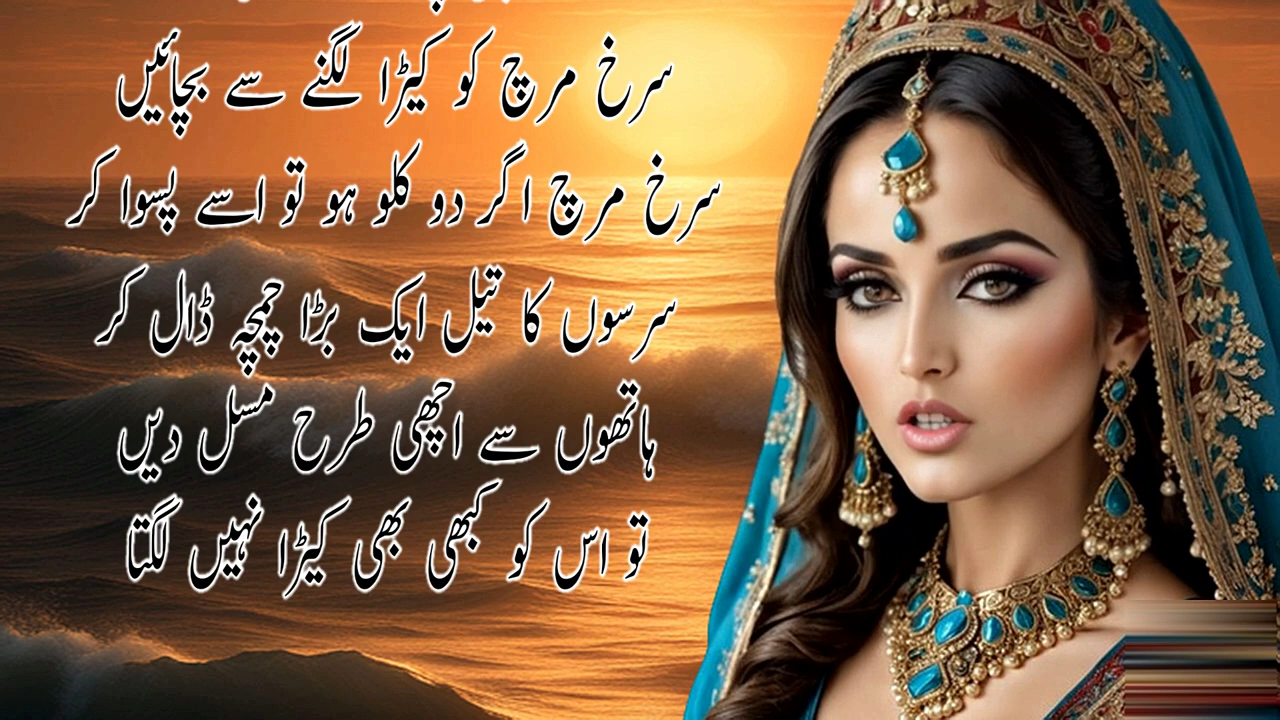 سرخ مرچ کو کیڑا لگنے سے بچائیں
سرخ مرچ اگر دو کلو ہو تو اسے پسوا کر
سرسوں کا تیل ایک بڑا چمچہ ڈال کر
ہاتھوں سے اچھی طرح مسل دیں
تو اس کو کبھی بھی کیڑا نہیں لگتا